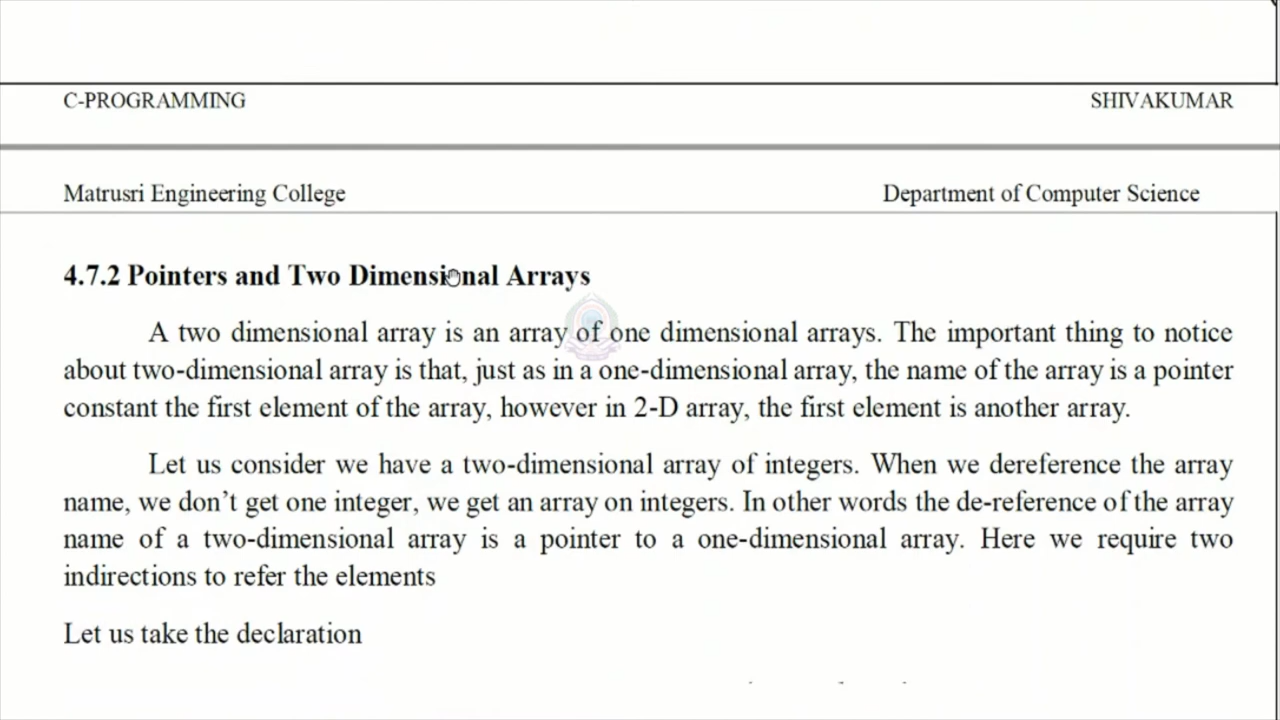 C-PROGRAMMING SHIVAKUMAR
Matrusri Engineering College Department of Computer Science
4.7.2 Pointers and Two Dimensional Arrays
A two dimensional array is an array of one dimensional arrays. The important thing to notice
about two-dimensional array is that, just as in a one-dimensional array, the name of the array is a pointer
constant the first element of the array, however in 2-D array, the first element is another array.
Let us consider we have a two-dimensional array of integers. When we dereference the array
name, we don’t get one integer, we get an array on integers. In other words the de-reference of the array
name of a two-dimensional array is a pointer to a one-dimensional array. Here we require two
indirections to refer the elements
Let us take the declaration